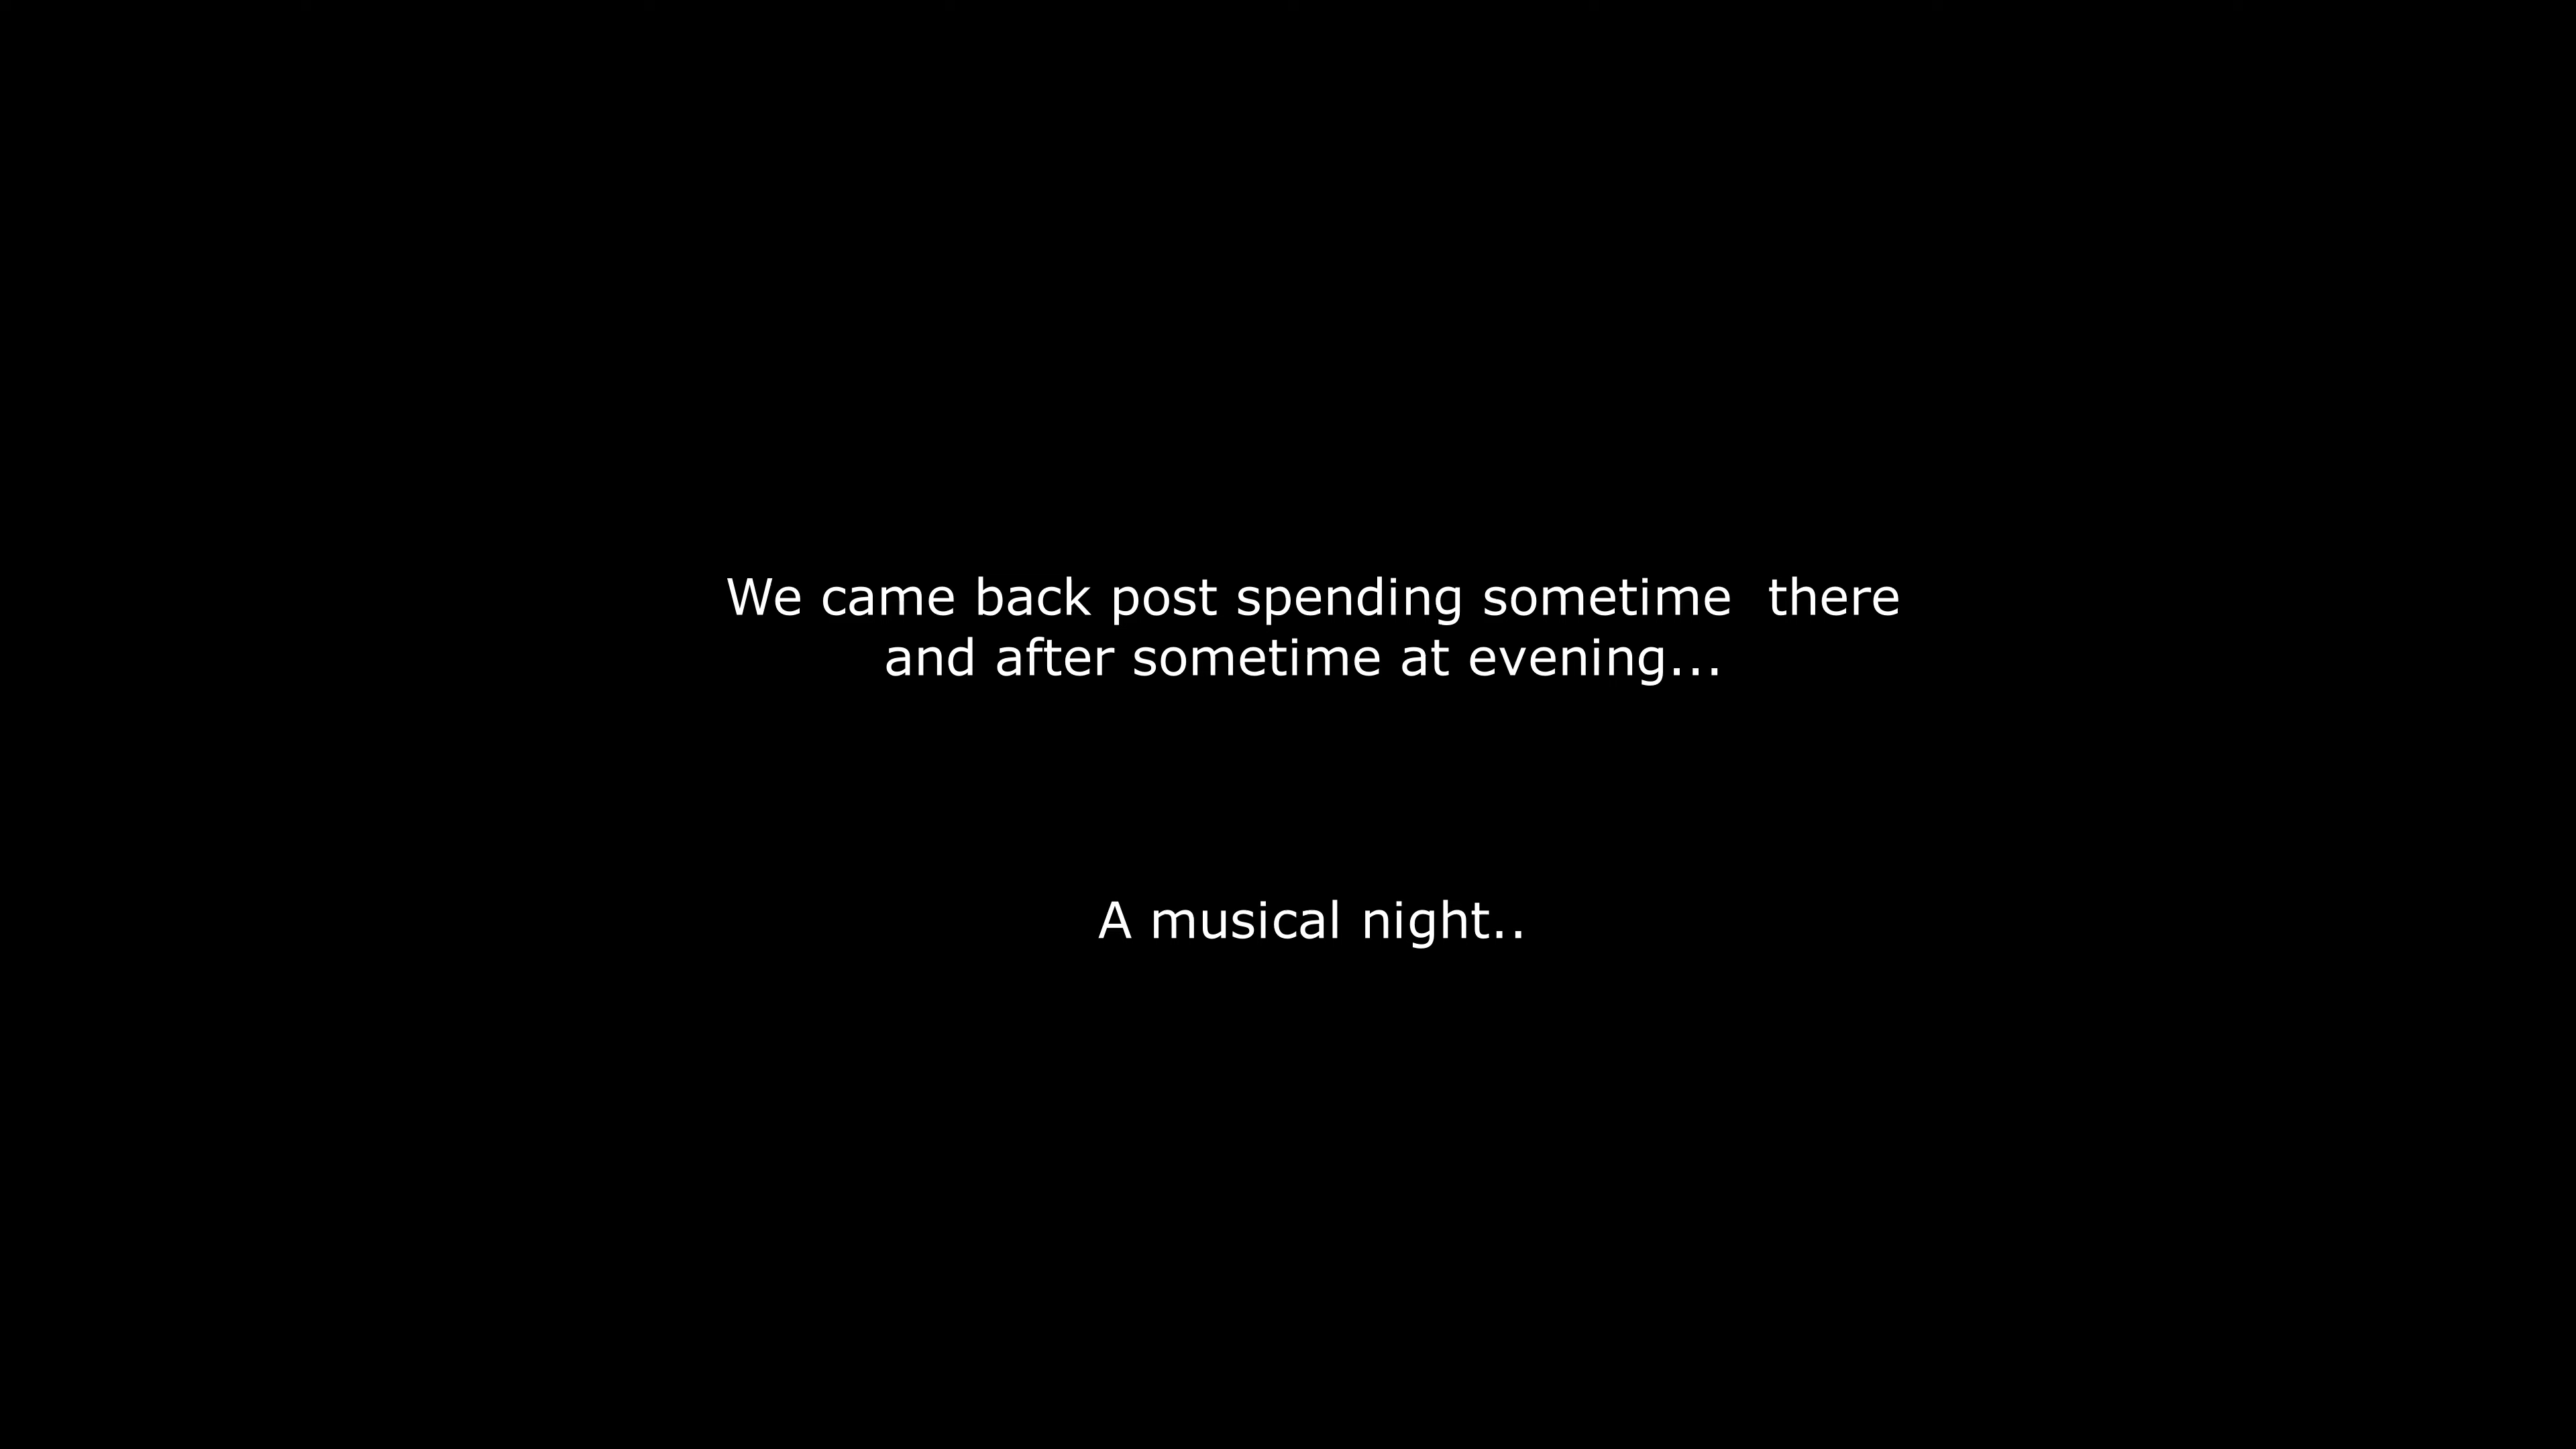 We came back post spending sometime  there
and after sometime at evening...
A musical night..